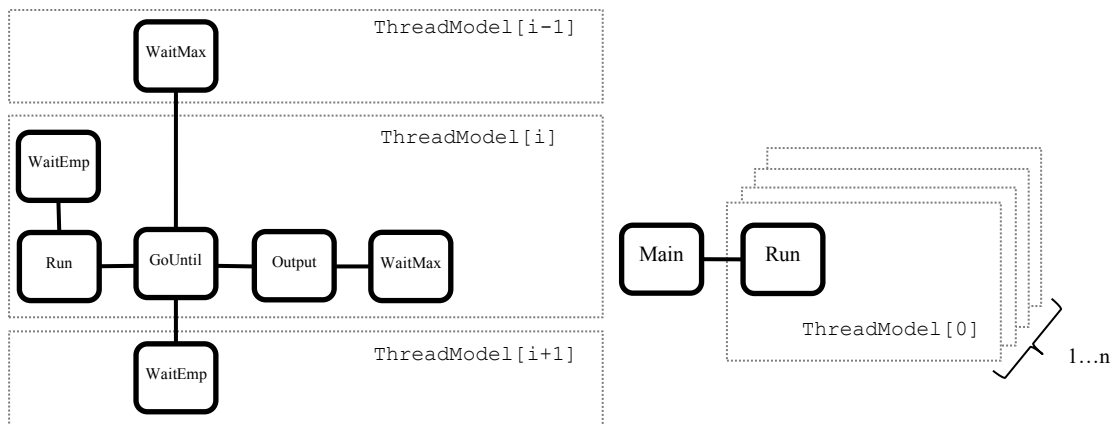 ThreadModel[i-1]
WaitMax
ThreadModel[i]
WaitEmp
Run
GoUntil
Output
WaitMax
ThreadModel[i+1]
WaitEmp
Main
Run
ThreadModel[0]
1…n